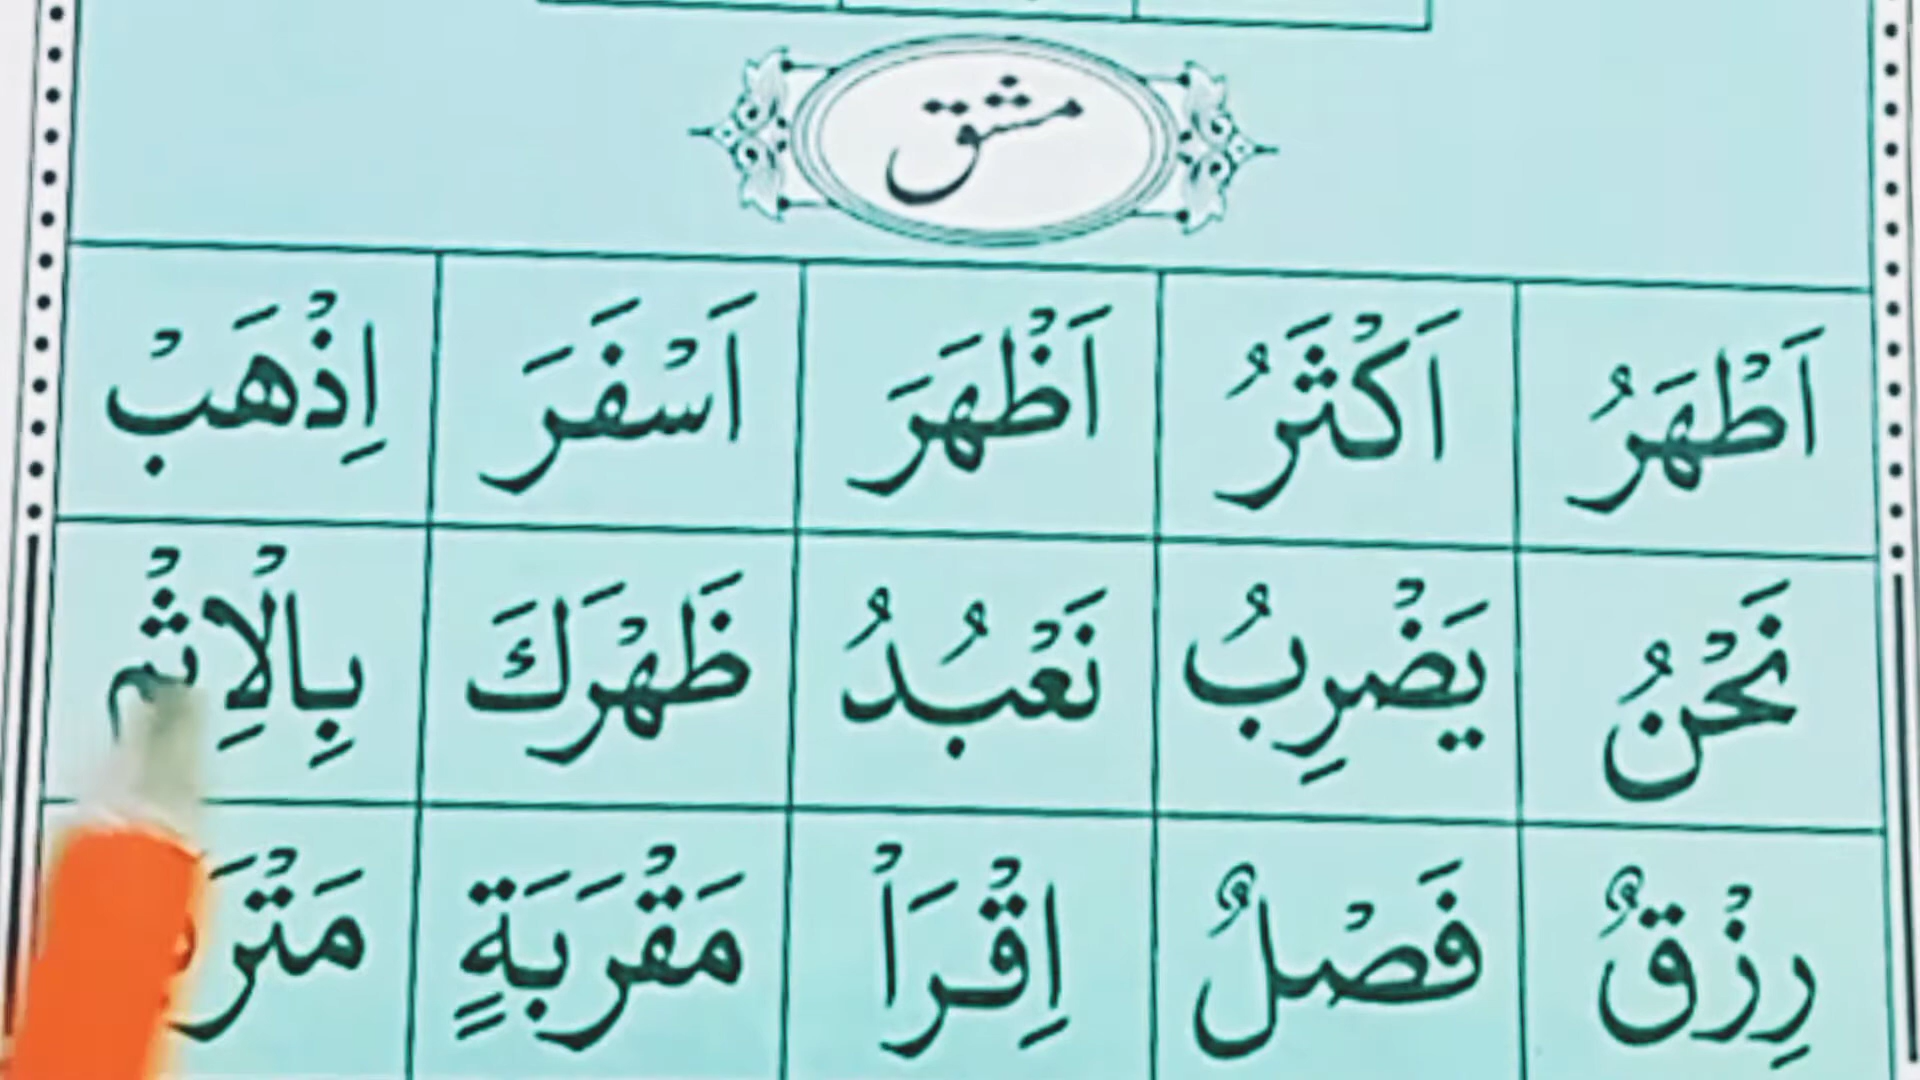 مشق
اَطْهَرُ اَكْثَرُ اَظْهَرَ اَسْفَرَ اِذْهَبْ
نَحْنُ يَضْرِبُ نَعْبُدُ ظَهْرَكَ بِالْاِثْمِ
رِزْقٌ فَصْلٌ اِقْرَاْ مَقْرَبَةٍ